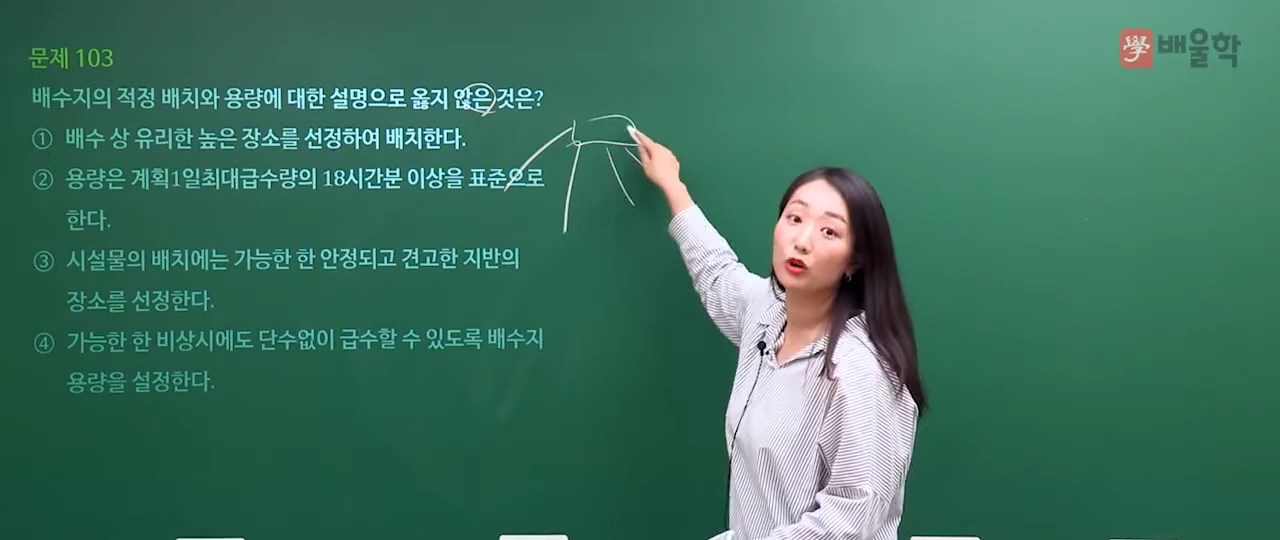 學 배울학
문제 103
배수지의 적정 배치와 용량에 대한 설명으로 옳지 않은 것은?
① 배수 상 유리한 높은 장소를 선정하여 배치한다.
② 용량은 계획1일최대급수량의 18시간분 이상을 표준으로
한다.
③ 시설물의 배치에는 가능한 한 안정되고 견고한 지반의
장소를 선정한다.
④ 가능한 한 비상시에도 단수없이 급수할 수 있도록 배수지
용량을 설정한다.